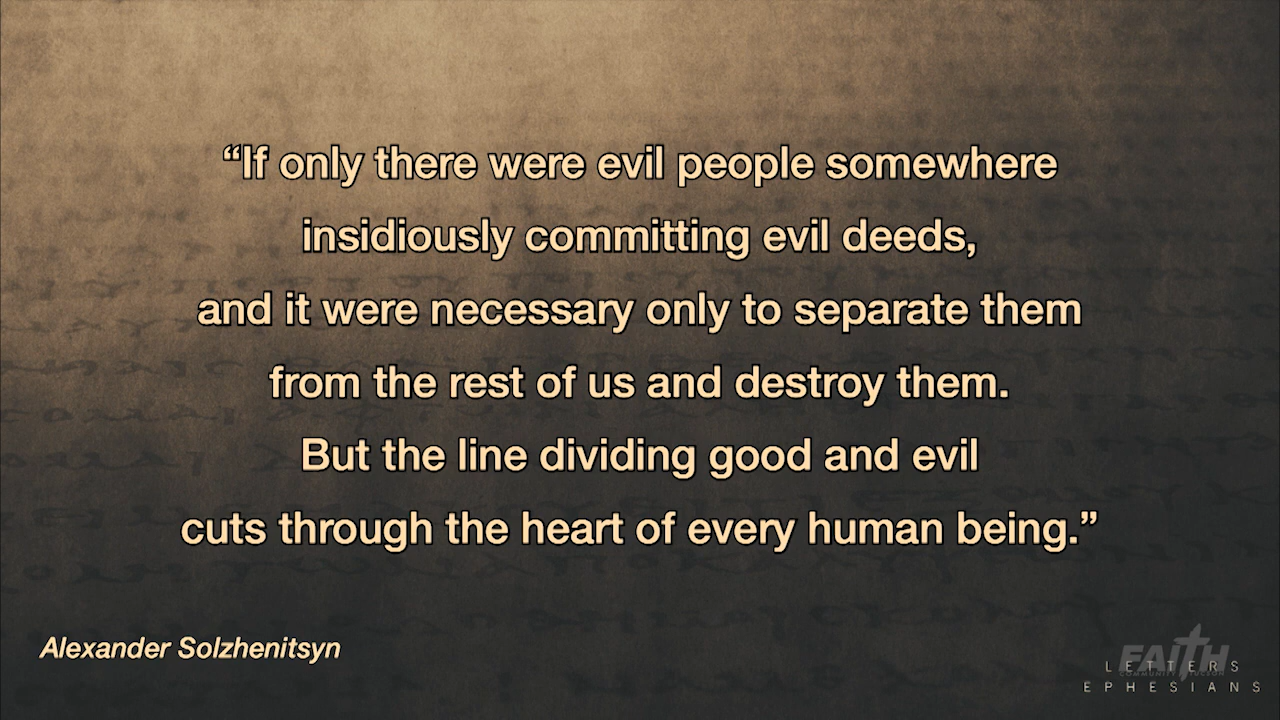 “If only there were evil people somewhere
insidiously committing evil deeds,
and it were necessary only to separate them
from the rest of us and destroy them.
But the line dividing good and evil
cuts through the heart of every human being.”
Alexander Solzhenitsyn
FAITH
LETTERS
COMMUNITY TUCSON
EPHESIANS